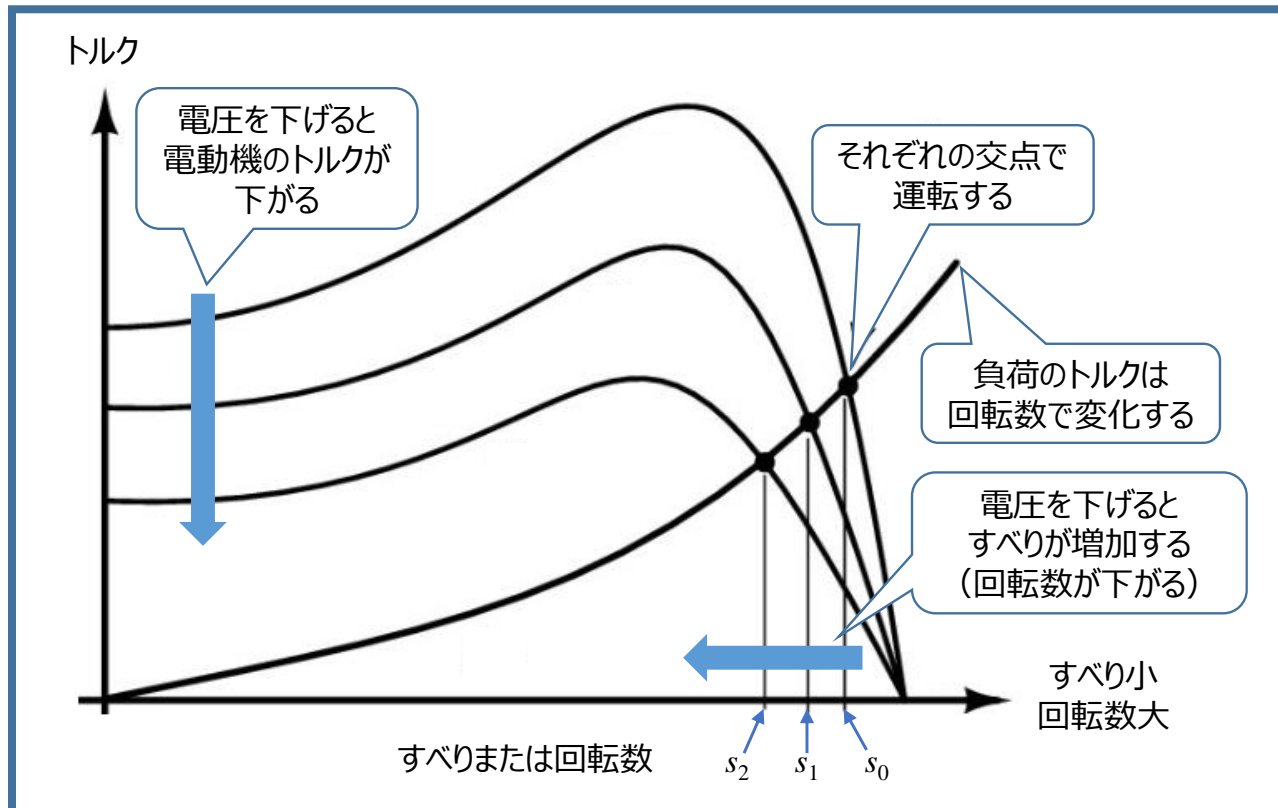 トルク
電圧を下げると
電動機のトルクが
下がる
それぞれの交点で
運転する
負荷のトルクは
回転数で変化する
電圧を下げると
すべりが増加する
（回転数が下がる）
すべり小
回転数大
すべりまたは回転数
s₂ s₁ s₀